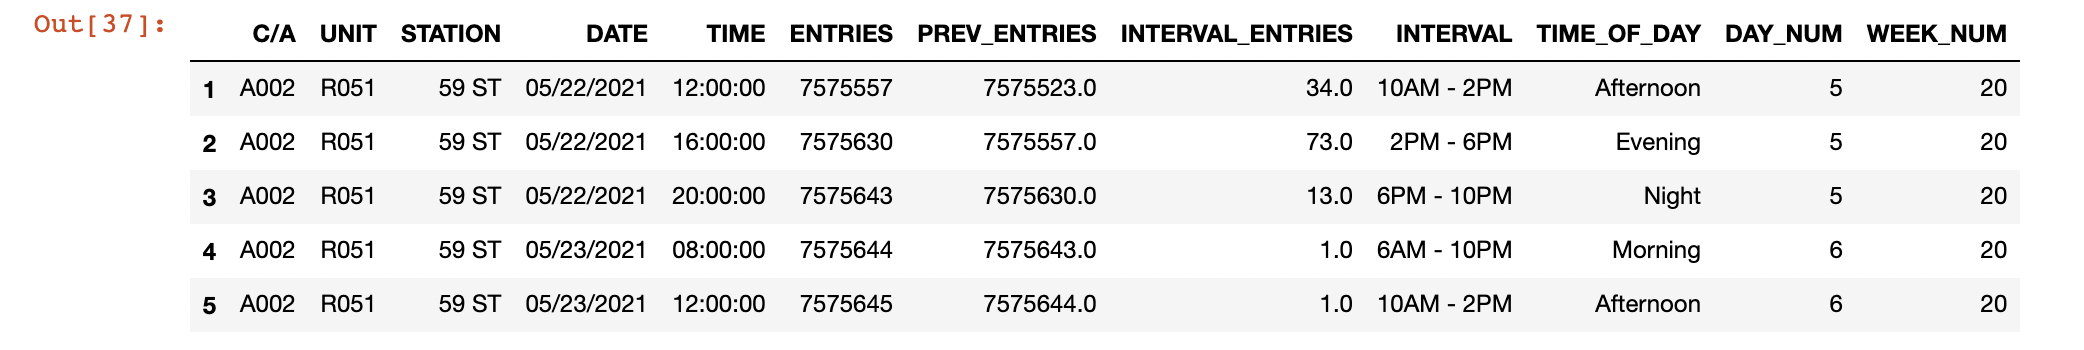 Out[37]:
C/A UNIT STATION DATE TIME ENTRIES PREV_ENTRIES INTERVAL_ENTRIES INTERVAL TIME_OF_DAY DAY_NUM WEEK_NUM
1 A002 R051 59 ST 05/22/2021 12:00:00 7575557 7575523.0 34.0 10AM - 2PM Afternoon 5 20
2 A002 R051 59 ST 05/22/2021 16:00:00 7575630 7575557.0 73.0 2PM - 6PM Evening 5 20
3 A002 R051 59 ST 05/22/2021 20:00:00 7575643 7575630.0 13.0 6PM - 10PM Night 5 20
4 A002 R051 59 ST 05/23/2021 08:00:00 7575644 7575643.0 1.0 6AM - 10PM Morning 6 20
5 A002 R051 59 ST 05/23/2021 12:00:00 7575645 7575644.0 1.0 10AM - 2PM Afternoon 6 20